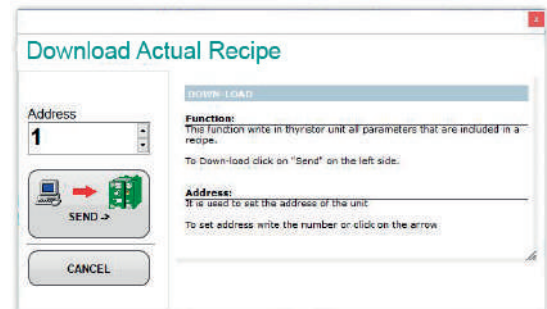 Download Actual Recipe
Address
1
SEND ->
CANCEL
DOWN-LOAD
Function:
This function write in thyristor unit all parameters that are included in a
recipe.
To Down-load click on "Send" on the left side.
Address:
It is used to set the address of the unit
To set address write the number or click on the arrow